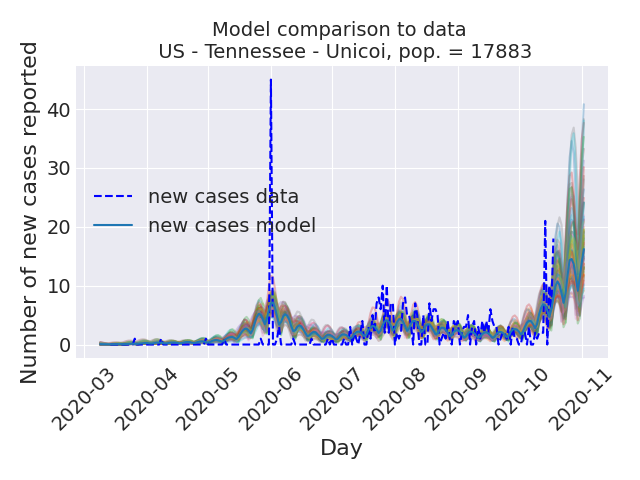 Model comparison to data
US - Tennessee - Unicoi, pop. = 17883
Number of new cases reported
40
30
20
10
0
new cases data
new cases model
2020-03
2020-04
2020-05
2020-06
2020-07
2020-08
2020-09
2020-10
2020-11
Day